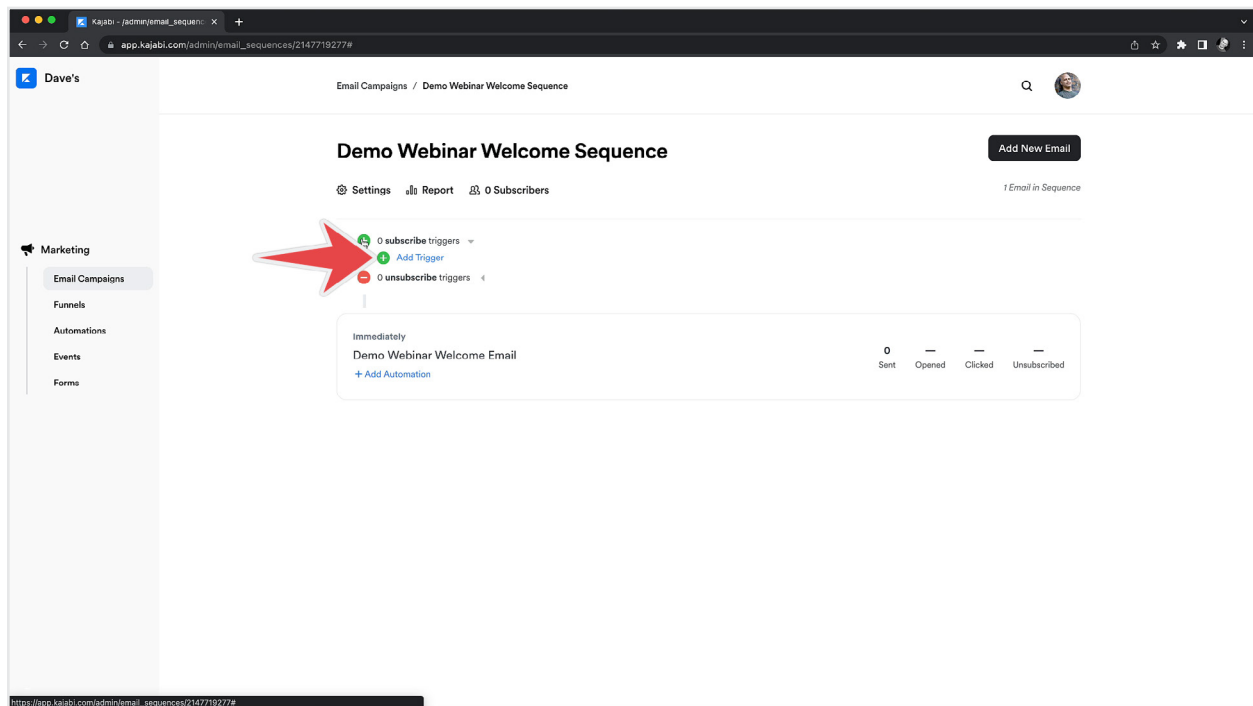 Kajabi - /admin/email_sequenc
app.kajabi.com/admin/email_sequences/2147719277#
Dave's
Email Campaigns / Demo Webinar Welcome Sequence
Demo Webinar Welcome Sequence
Add New Email
Settings Report 0 Subscribers
1 Email in Sequence
0 subscribe triggers
Add Trigger
0 unsubscribe triggers
Marketing
Email Campaigns
Funnels
Automations
Events
Forms
Immediately
Demo Webinar Welcome Email
+ Add Automation
0 — — —
Sent Opened Clicked Unsubscribed
https://app.kajabi.com/admin/email_sequences/2147719277#